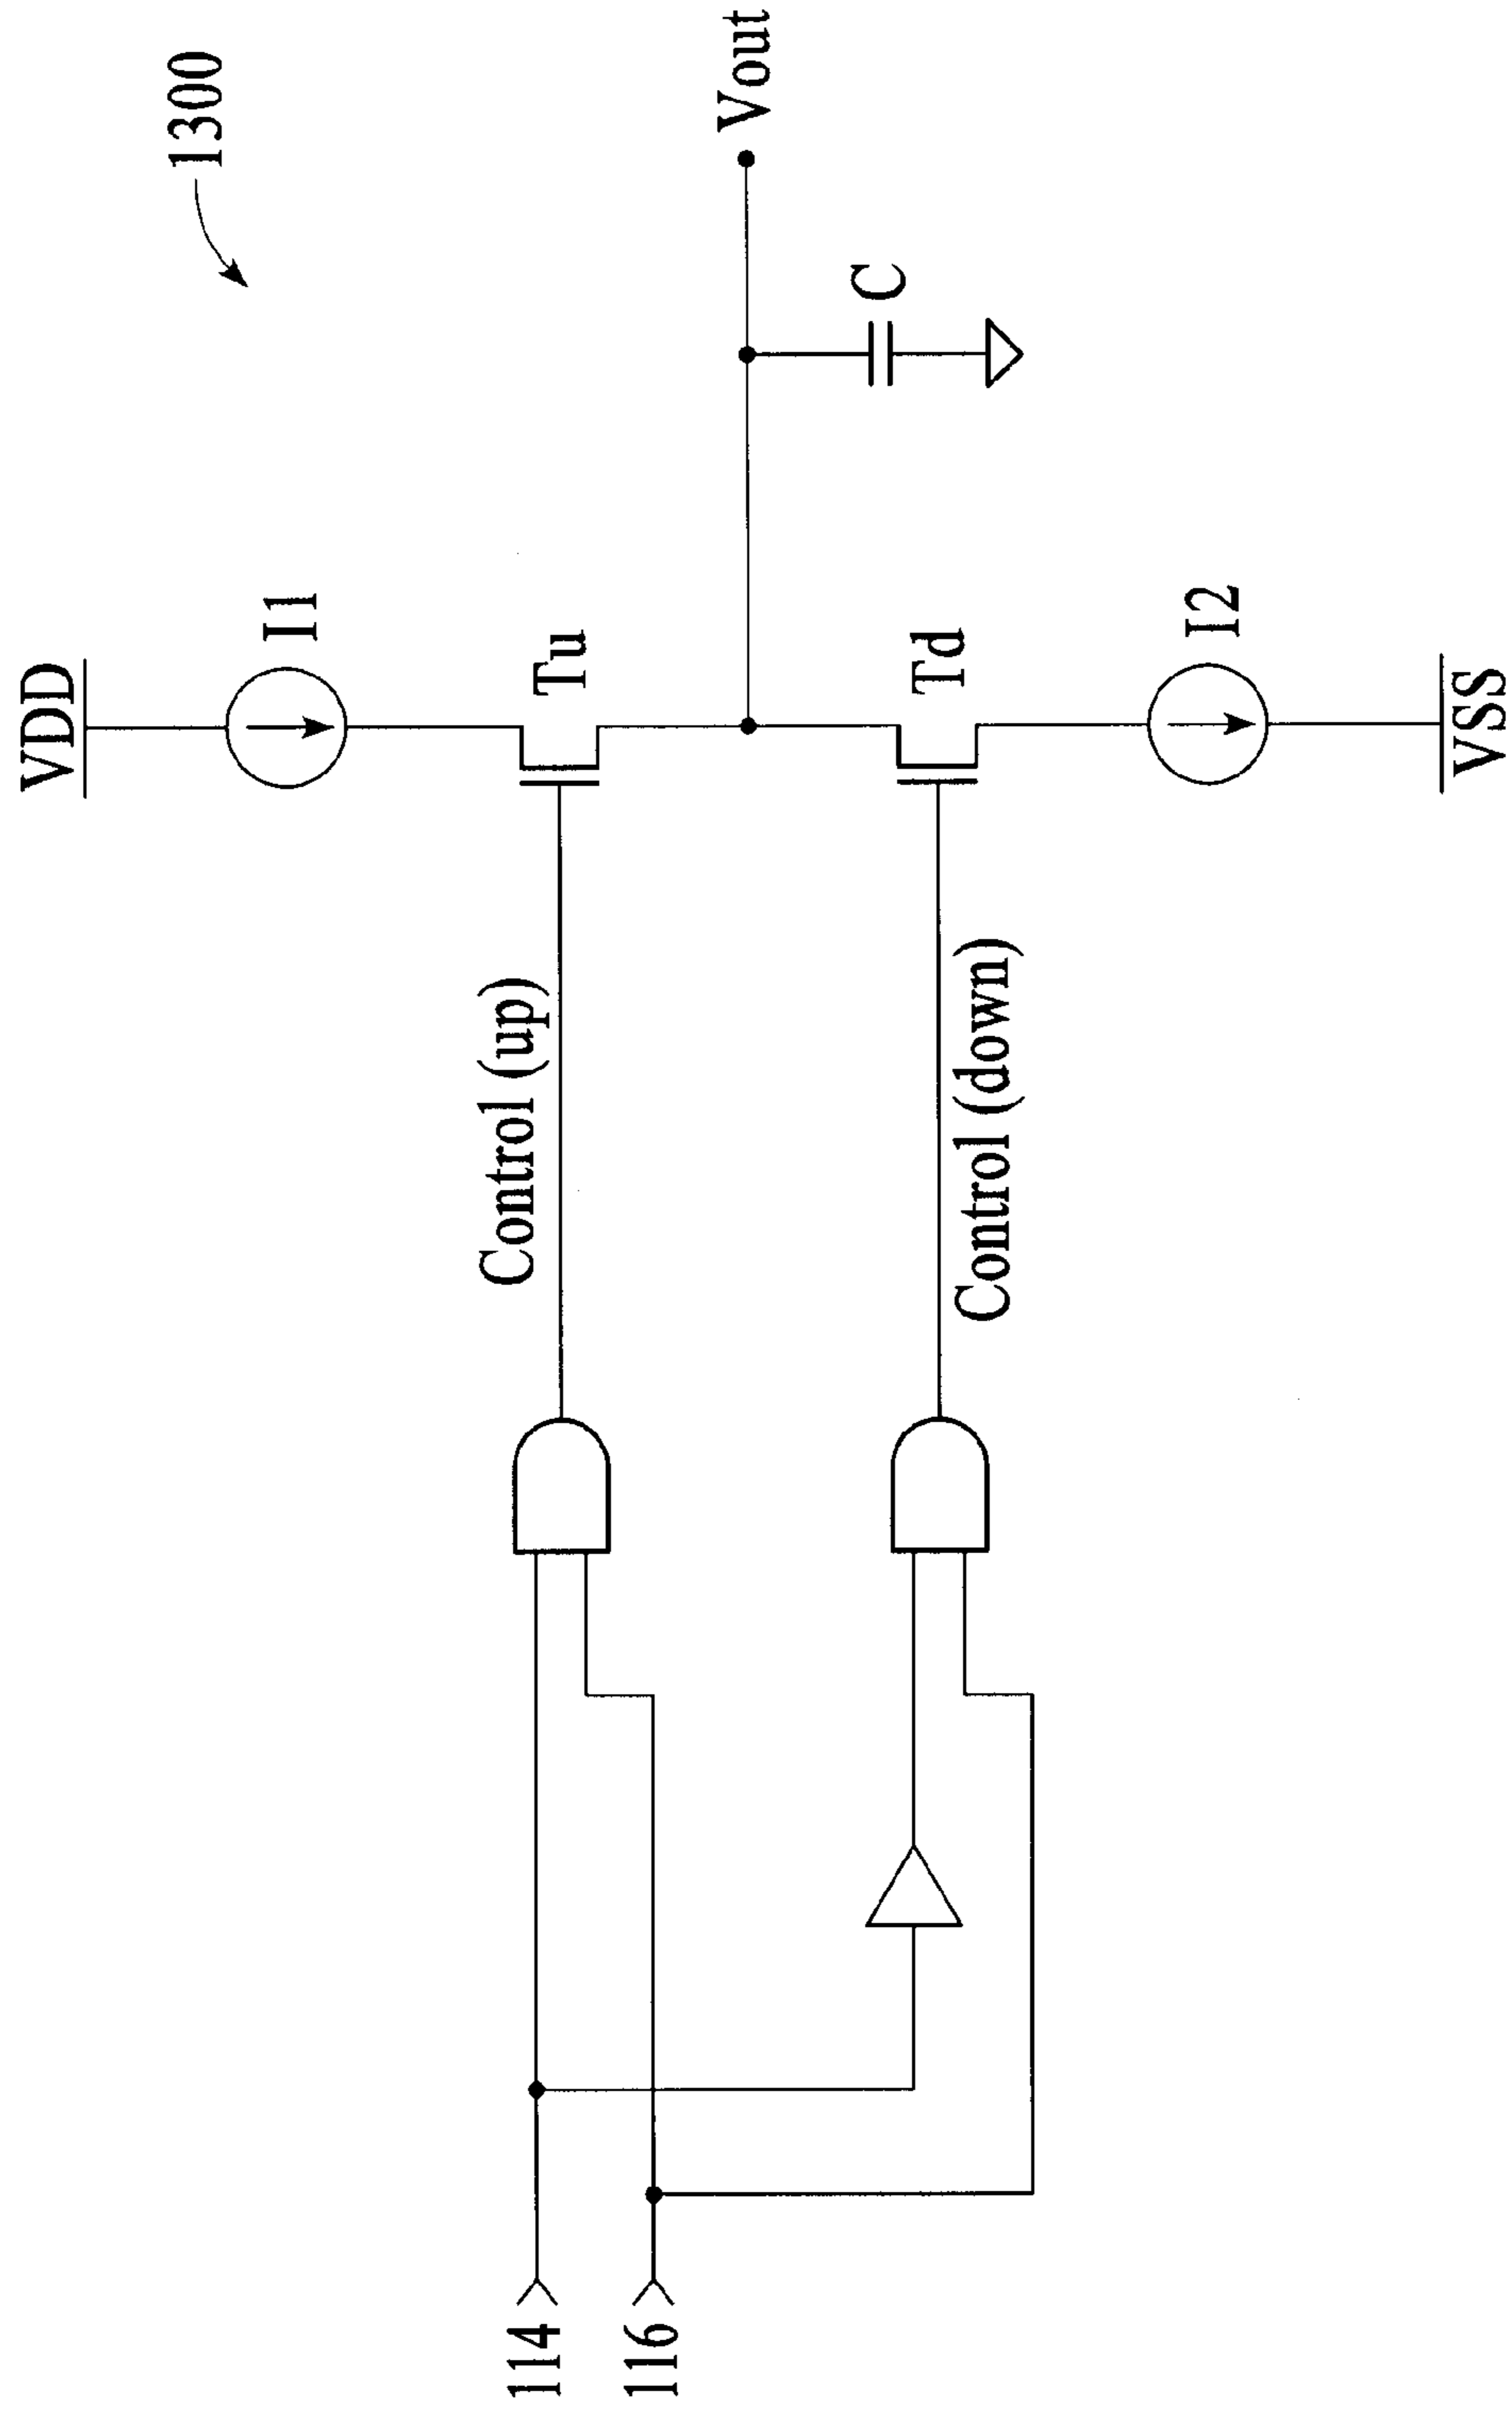 1300
VDD
I1
Tu
Control (up)
114
116
Vout
C
Control (down)
Td
I2
VSS